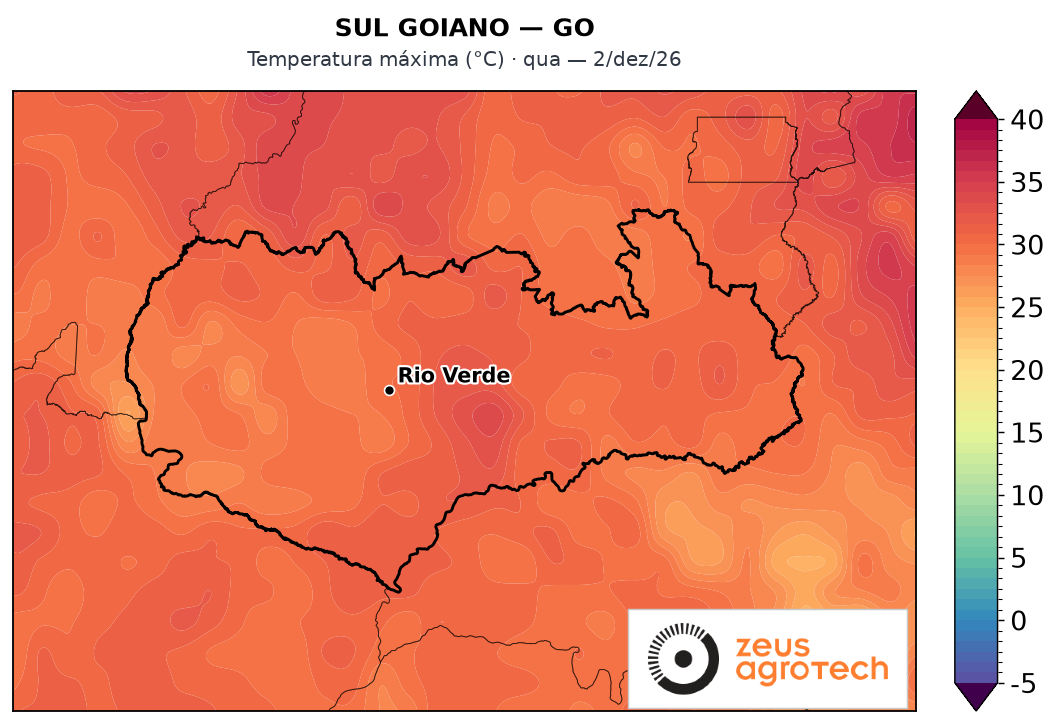 SUL GOIANO — GO
Temperatura máxima (°C) · qua — 2/dez/26
Rio Verde
40
35
30
25
20
15
10
5
0
-5
zeus
agrotech